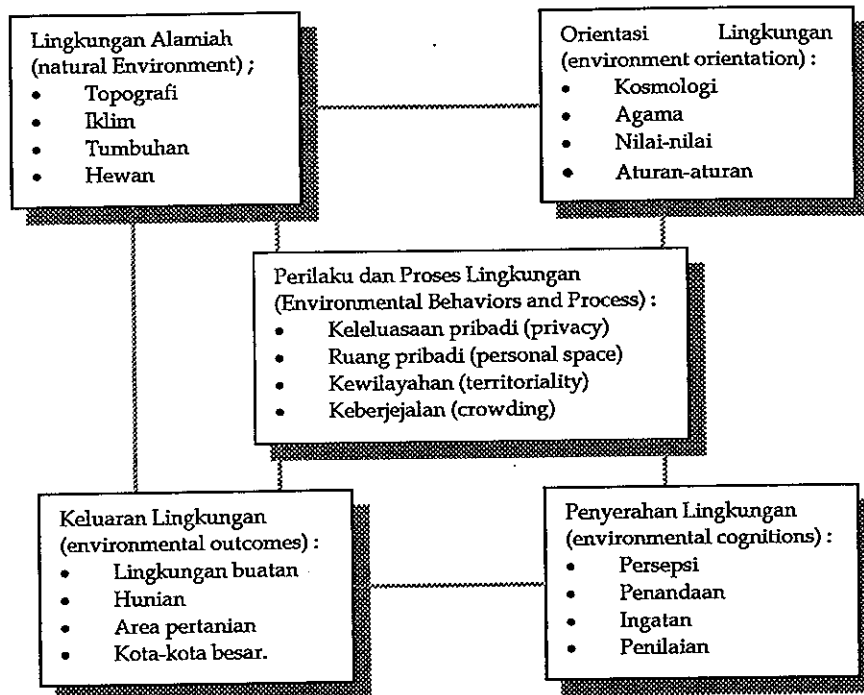 Lingkungan Alamiah
(natural Environment) ;
• Topografi
• Iklim
• Tumbuhan
• Hewan
Orientasi Lingkungan
(environment orientation) :
• Kosmologi
• Agama
• Nilai-nilai
• Aturan-aturan
Perilaku dan Proses Lingkungan
(Environmental Behaviors and Process) :
• Keleluasaan pribadi (privacy)
• Ruang pribadi (personal space)
• Kewilayahan (territoriality)
• Keberjejalan (crowding)
Keluaran Lingkungan
(environmental outcomes) :
• Lingkungan buatan
• Hunian
• Area pertanian
• Kota-kota besar.
Penyerahan Lingkungan
(environmental cognitions) :
• Persepsi
• Penandaan
• Ingatan
• Penilaian